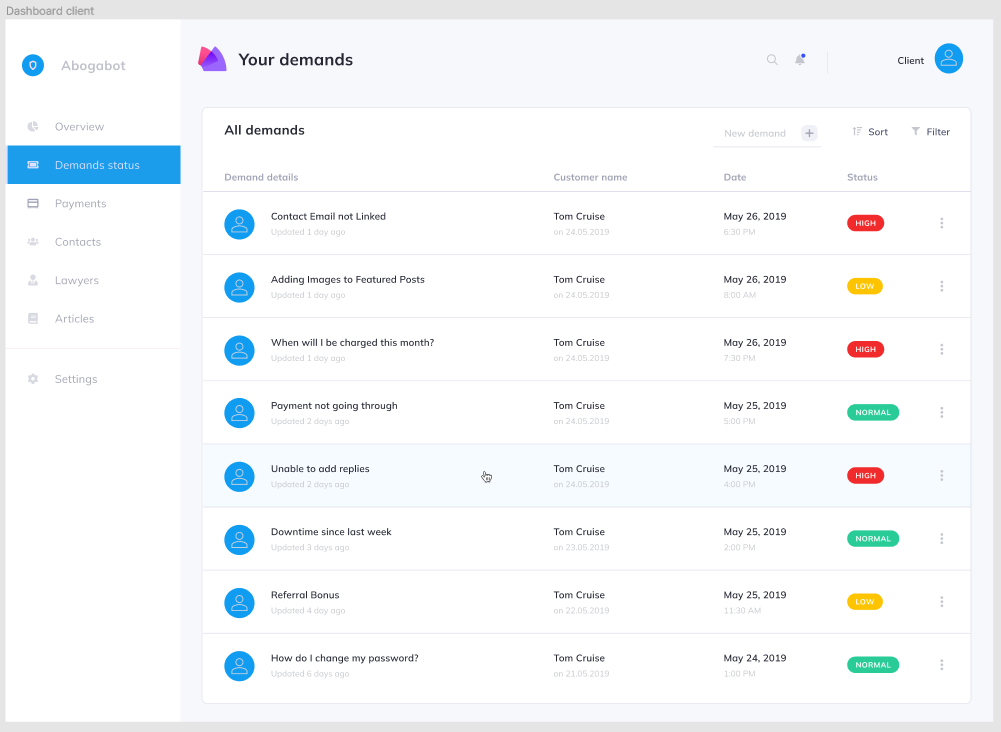 Dashboard client
Abogabot
Your demands
Client
Overview
Demands status
Payments
Contacts
Lawyers
Articles
Settings
All demands
New demand +
Sort
Filter
Demand details Customer name Date Status
Contact Email not Linked Tom Cruise May 26, 2019 HIGH
Updated 1 day ago on 24.05.2019 6:30 PM
Adding Images to Featured Posts Tom Cruise May 26, 2019 LOW
Updated 1 day ago on 24.05.2019 8:00 AM
When will I be charged this month? Tom Cruise May 26, 2019 HIGH
Updated 1 day ago on 24.05.2019 7:30 PM
Payment not going through Tom Cruise May 25, 2019 NORMAL
Updated 2 days ago on 24.05.2019 5:00 PM
Unable to add replies Tom Cruise May 25, 2019 HIGH
Updated 2 days ago on 24.05.2019 4:00 PM
Downtime since last week Tom Cruise May 25, 2019 NORMAL
Updated 3 days ago on 23.05.2019 2:00 PM
Referral Bonus Tom Cruise May 25, 2019 LOW
Updated 4 day ago on 22.05.2019 11:30 AM
How do I change my password? Tom Cruise May 24, 2019 NORMAL
Updated 6 days ago on 21.05.2019 1:00 PM